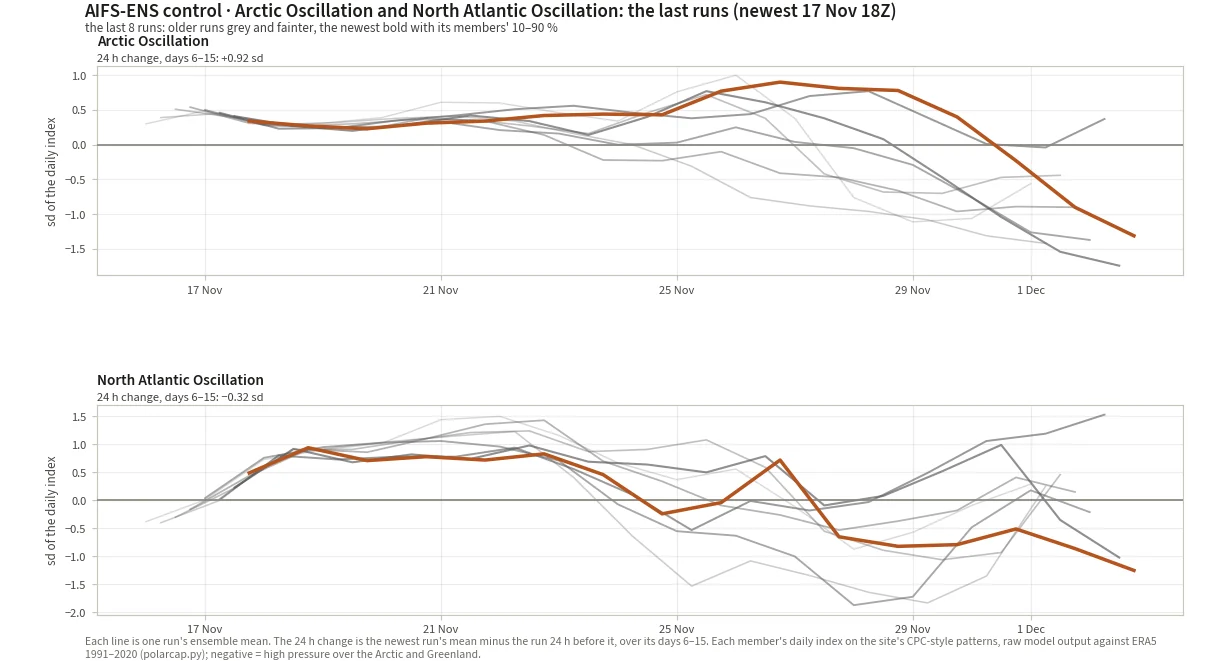 AIFS-ENS control · Arctic Oscillation and North Atlantic Oscillation: the last runs (newest 17 Nov 18Z)
the last 8 runs: older runs grey and fainter, the newest bold with its members' 10–90 %
Arctic Oscillation
24 h change, days 6–15: +0.92 sd
sd of the daily index
1.0
0.5
0.0
−0.5
−1.0
−1.5
17 Nov 21 Nov 25 Nov 29 Nov 1 Dec
North Atlantic Oscillation
24 h change, days 6–15: −0.32 sd
sd of the daily index
1.5
1.0
0.5
0.0
−0.5
−1.0
−1.5
−2.0
17 Nov 21 Nov 25 Nov 29 Nov 1 Dec
Each line is one run's ensemble mean. The 24 h change is the newest run's mean minus the run 24 h before it, over its days 6–15. Each member's daily index on the site's CPC-style patterns, raw model output against ERA5
1991–2020 (polarcap.py); negative = high pressure over the Arctic and Greenland.